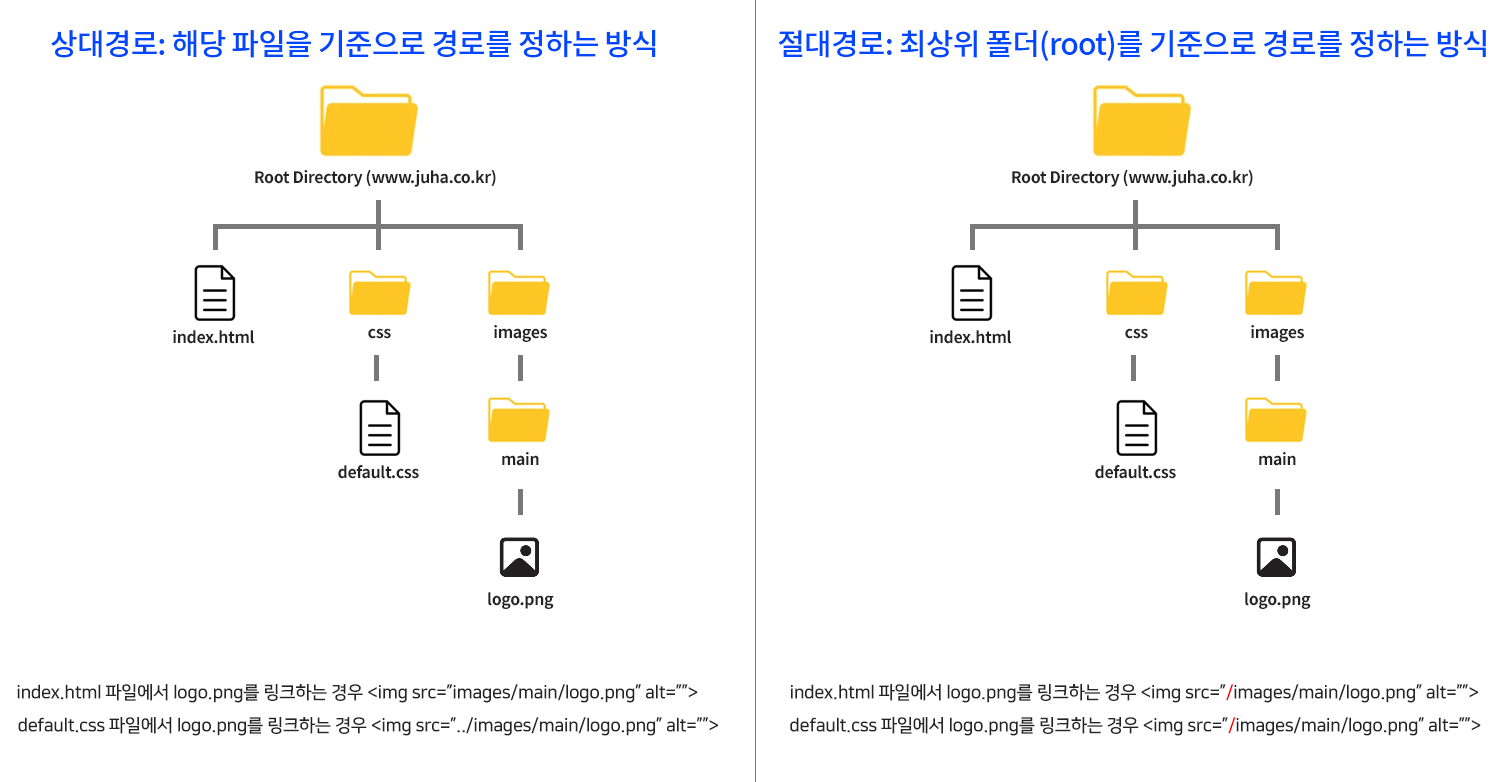 상대경로: 해당 파일을 기준으로 경로를 정하는 방식
Root Directory (www.juha.co.kr)
index.html
css
images
default.css
main
logo.png
index.html 파일에서 logo.png를 링크하는 경우 <img src="images/main/logo.png" alt="">
default.css 파일에서 logo.png를 링크하는 경우 <img src="../images/main/logo.png" alt="">
절대경로: 최상위 폴더(root)를 기준으로 경로를 정하는 방식
Root Directory (www.juha.co.kr)
index.html
css
images
default.css
main
logo.png
index.html 파일에서 logo.png를 링크하는 경우 <img src="/images/main/logo.png" alt="">
default.css 파일에서 logo.png를 링크하는 경우 <img src="/images/main/logo.png" alt="">